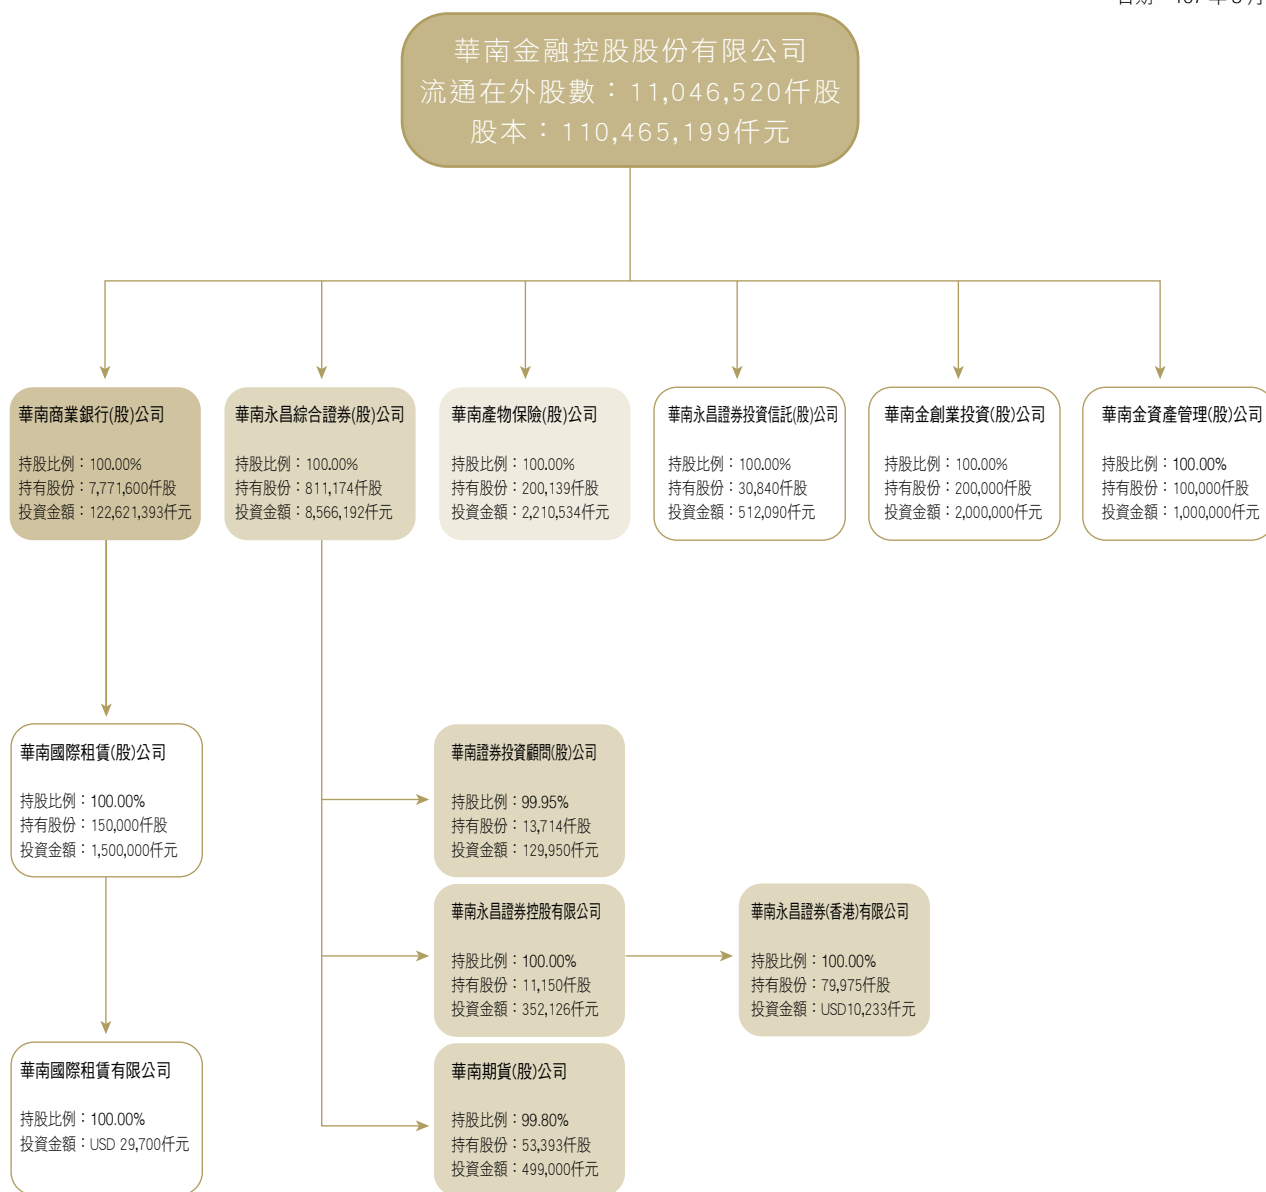 華南金融控股股份有限公司
流通在外股數：11,046,520仟股
股本：110,465,199仟元
華南商業銀行(股)公司
持股比例：100.00%
持有股份：7,771,600仟股
投資金額：122,621,393仟元
華南永昌綜合證券(股)公司
持股比例：100.00%
持有股份：811,174仟股
投資金額：8,566,192仟元
華南產物保險(股)公司
持股比例：100.00%
持有股份：200,139仟股
投資金額：2,210,534仟元
華南永昌證券投資信託(股)公司
持股比例：100.00%
持有股份：30,840仟股
投資金額：512,090仟元
華南金創業投資(股)公司
持股比例：100.00%
持有股份：200,000仟股
投資金額：2,000,000仟元
華南金資產管理(股)公司
持股比例：100.00%
持有股份：100,000仟股
投資金額：1,000,000仟元
華南國際租賃(股)公司
持股比例：100.00%
持有股份：150,000仟股
投資金額：1,500,000仟元
華南證券投資顧問(股)公司
持股比例：99.95%
持有股份：13,714仟股
投資金額：129,950仟元
華南永昌證券控股有限公司
持股比例：100.00%
持有股份：11,150仟股
投資金額：352,126仟元
華南永昌證券(香港)有限公司
持股比例：100.00%
持有股份：79,975仟股
投資金額：USD10,233仟元
華南國際租賃有限公司
持股比例：100.00%
投資金額：USD 29,700仟元
華南期貨(股)公司
持股比例：99.80%
持有股份：53,393仟股
投資金額：499,000仟元